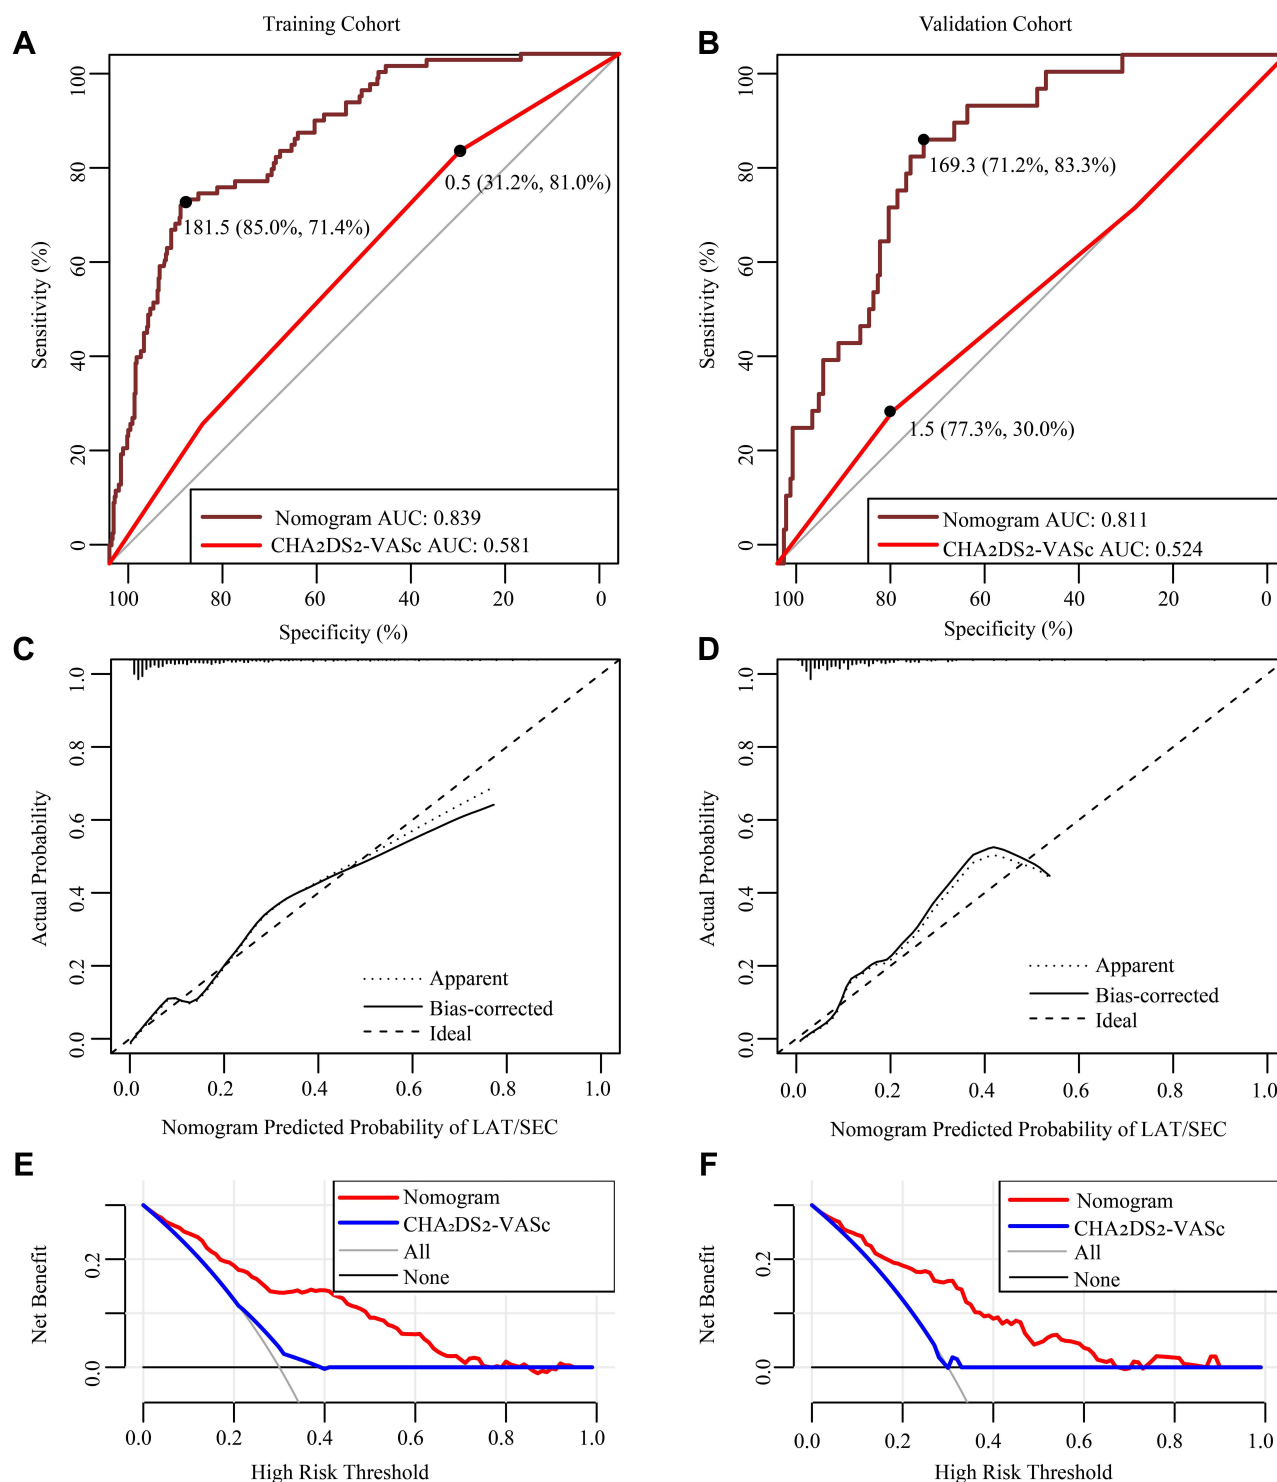 Training Cohort
A
100
80
60
40
20
0
Sensitivity (%)
181.5 (85.0%, 71.4%)
0.5 (31.2%, 81.0%)
Nomogram AUC: 0.839
CHA₂DS₂-VASc AUC: 0.581
100 80 60 40 20 0
Specificity (%)
Validation Cohort
B
100
80
60
40
20
0
Sensitivity (%)
169.3 (71.2%, 83.3%)
1.5 (77.3%, 30.0%)
Nomogram AUC: 0.811
CHA₂DS₂-VASc AUC: 0.524
100 80 60 40 20 0
Specificity (%)
C
1.0
0.8
0.6
0.4
0.2
0.0
Actual Probability
Apparent
Bias-corrected
Ideal
0.0 0.2 0.4 0.6 0.8 1.0
Nomogram Predicted Probability of LAT/SEC
D
1.0
0.8
0.6
0.4
0.2
0.0
Actual Probability
Apparent
Bias-corrected
Ideal
0.0 0.2 0.4 0.6 0.8 1.0
Nomogram Predicted Probability of LAT/SEC
E
0.2
0.0
Net Benefit
Nomogram
CHA₂DS₂-VASc
All
None
0.0 0.2 0.4 0.6 0.8 1.0
High Risk Threshold
F
0.2
0.0
Net Benefit
Nomogram
CHA₂DS₂-VASc
All
None
0.0 0.2 0.4 0.6 0.8 1.0
High Risk Threshold